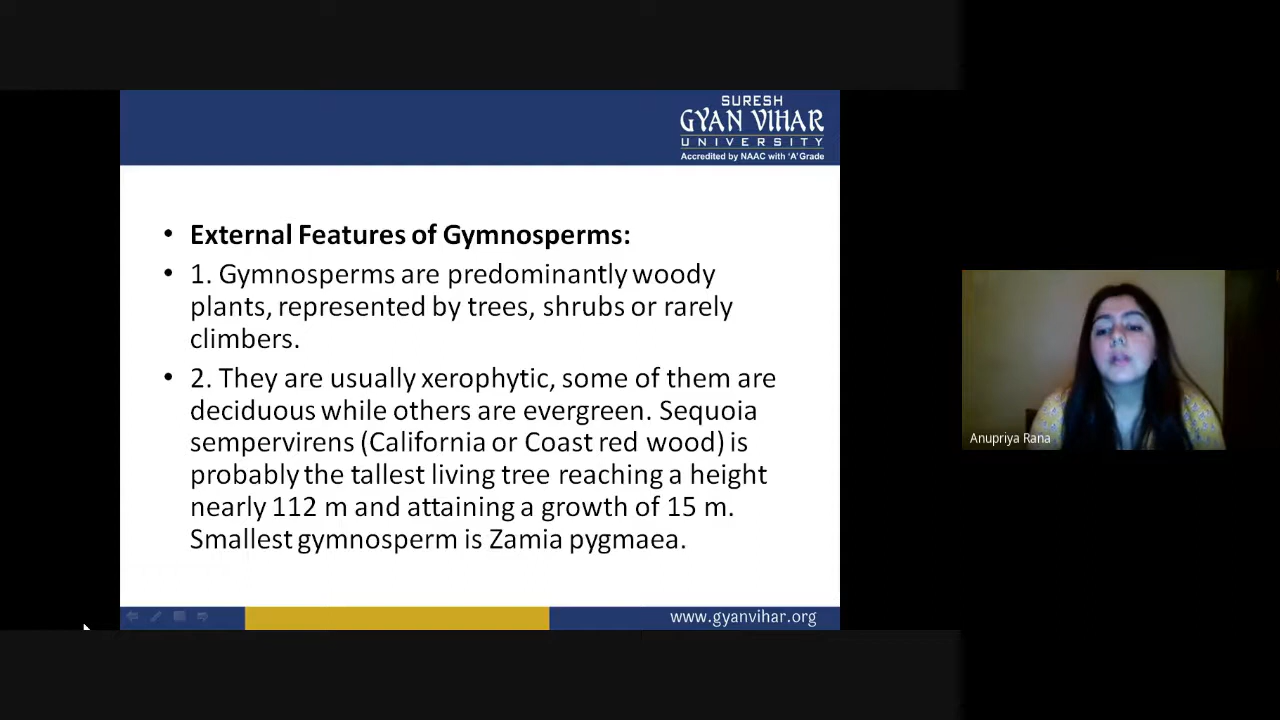 SURESH
GYAN VIHAR
UNIVERSITY
Accredited by NAAC with 'A' Grade
• External Features of Gymnosperms:
• 1. Gymnosperms are predominantly woody
plants, represented by trees, shrubs or rarely
climbers.
• 2. They are usually xerophytic, some of them are
deciduous while others are evergreen. Sequoia
sempervirens (California or Coast red wood) is
probably the tallest living tree reaching a height
nearly 112 m and attaining a growth of 15 m.
Smallest gymnosperm is Zamia pygmaea.
Anupriya Rana
www.gyanvihar.org